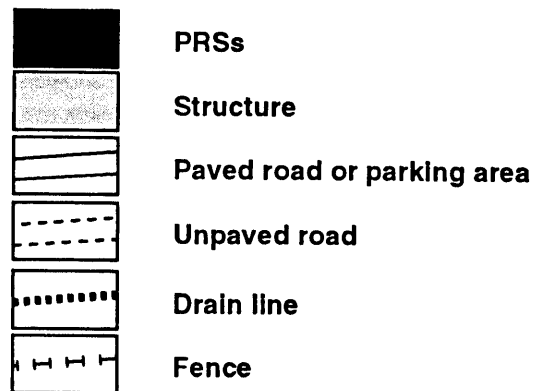 PRSs
Structure
Paved road or parking area
Unpaved road
Drain line
Fence